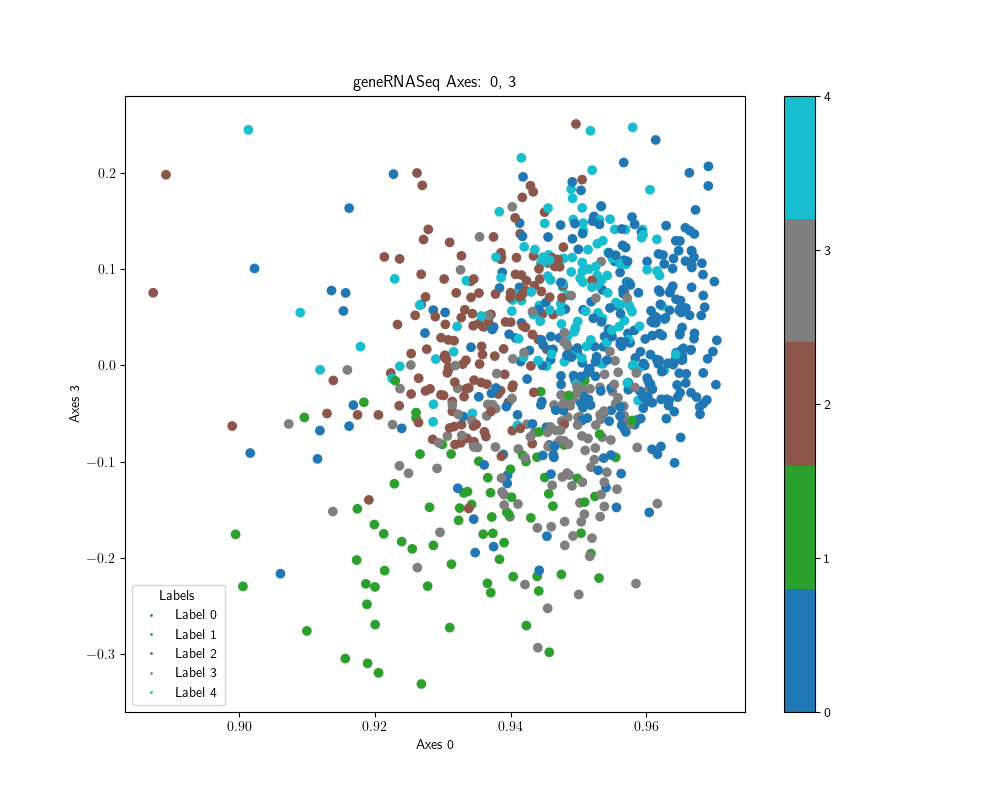 geneRNASeq Axes: 0, 3
Axes 3
0.2
0.1
0.0
−0.1
−0.2
−0.3
0.90
0.92
0.94
0.96
Axes 0
Labels
Label 0
Label 1
Label 2
Label 3
Label 4
4
3
2
1
0